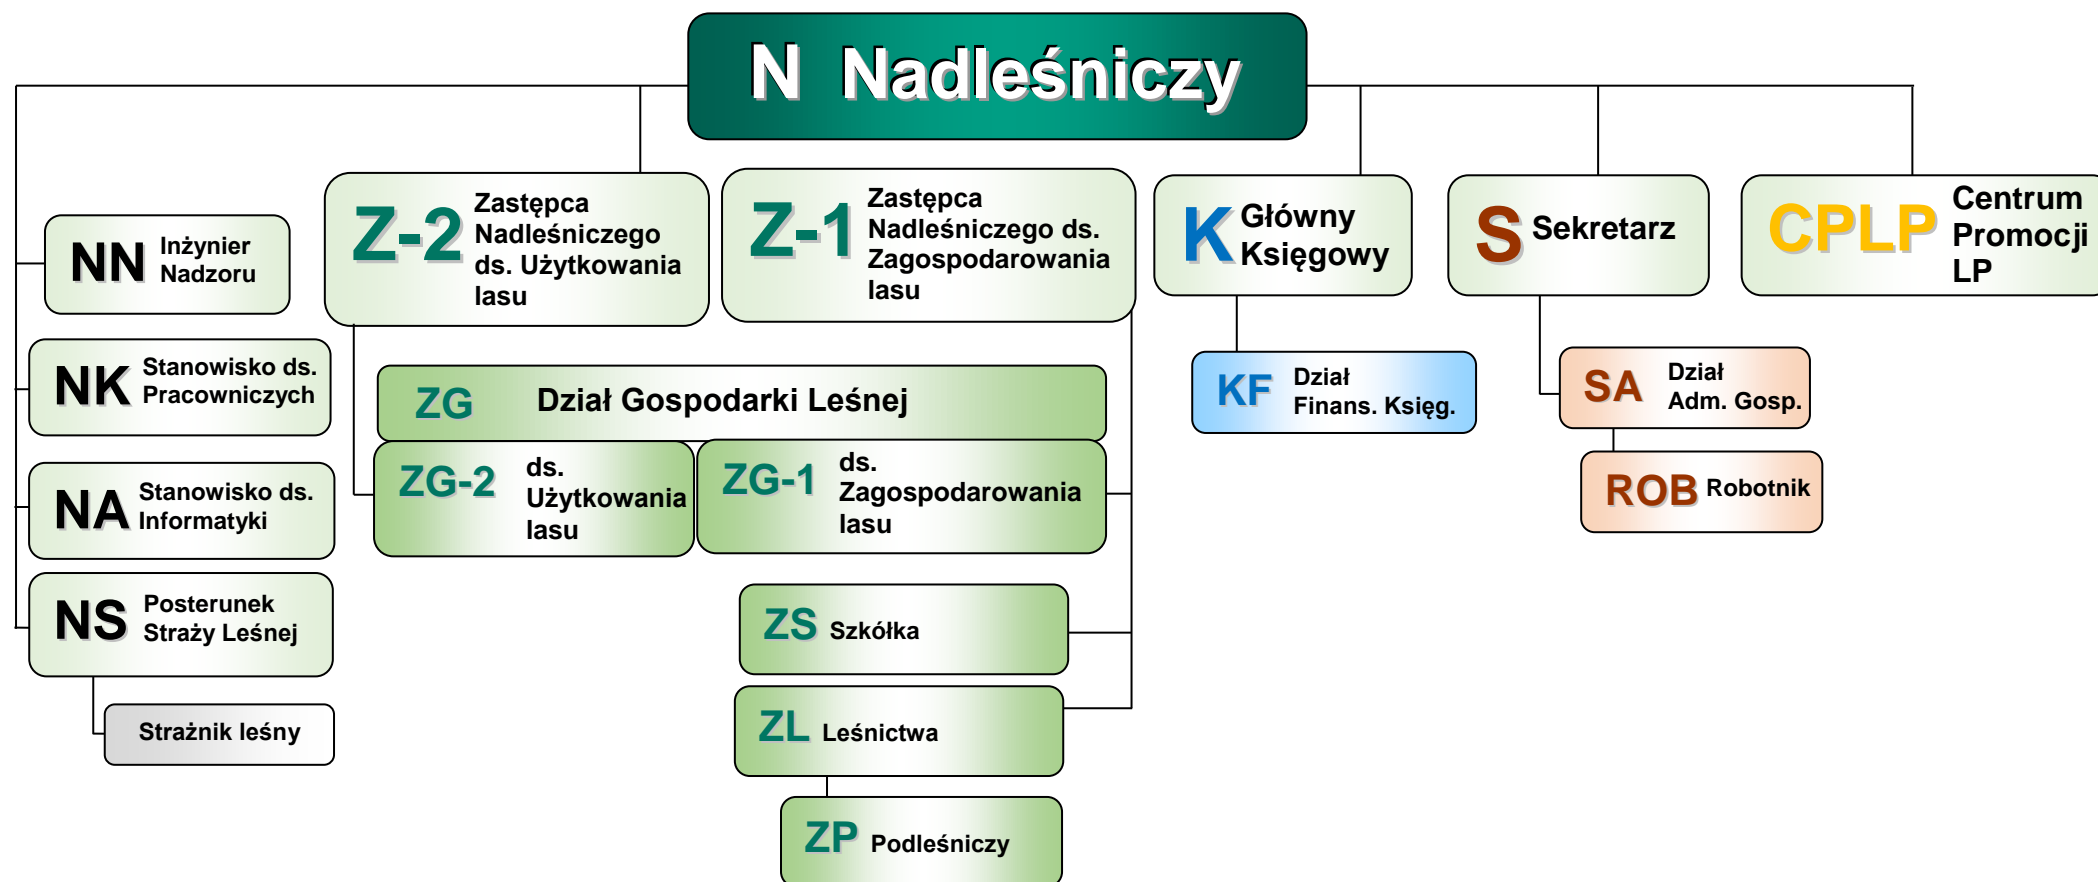 N Nadleśniczy
NN Inżynier
Nadzoru
NK Stanowisko ds.
Pracowniczych
NA Stanowisko ds.
Informatyki
NS Posterunek
Straży Leśnej
Strażnik leśny
Z-2 Zastępca
Nadleśniczego
ds. Użytkowania
lasu
Z-1 Zastępca
Nadleśniczego ds.
Zagospodarowania
lasu
ZG Dział Gospodarki Leśnej
ZG-2 ds.
Użytkowania
lasu
ZG-1 ds.
Zagospodarowania
lasu
ZS Szkółka
ZL Leśnictwa
ZP Podleśniczy
K Główny
Księgowy
KF Dział
Finans. Księg.
S Sekretarz
SA Dział
Adm. Gosp.
ROB Robotnik
CPLP Centrum
Promocji
LP